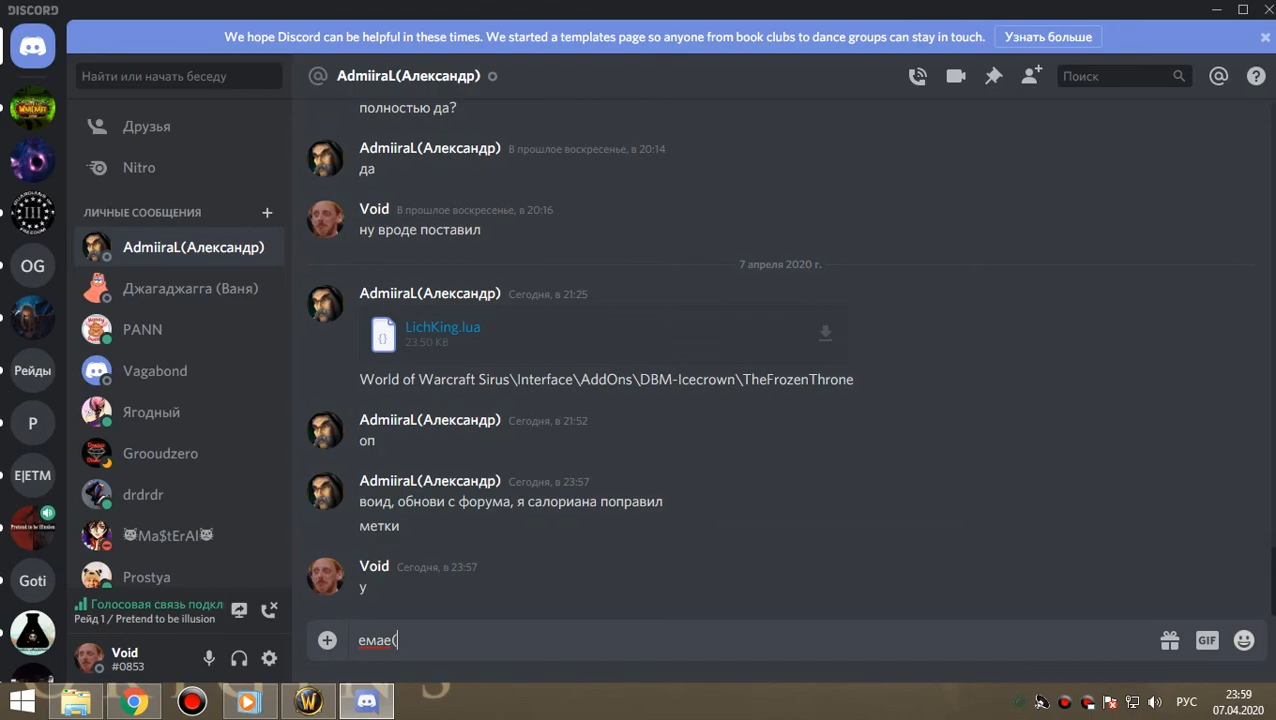 DISCORD
We hope Discord can be helpful in these times. We started a templates page so anyone from book clubs to dance groups can stay in touch.
Узнать больше
Найти или начать беседу
AdmiiraL(Александр)
Поиск
Друзья
Nitro
ЛИЧНЫЕ СООБЩЕНИЯ
AdmiiraL(Александр)
Джагаджагга (Ваня)
PANN
Vagabond
Ягодный
Grooudzero
drdrdr
😼Ma$tErAl😼
Prostya
OG
Рейды
P
E|ETM
Goti
Голосовая связь подкл
Рейд 1 / Pretend to be illusion
Void
#0853
полностью да?
AdmiiraL(Александр) В прошлое воскресенье, в 20:14
да
Void В прошлое воскресенье, в 20:16
ну вроде поставил
7 апреля 2020 г.
AdmiiraL(Александр) Сегодня, в 21:25
LichKing.lua
23.50 KB
World of Warcraft Sirus\Interface\AddOns\DBM-Icecrown\TheFrozenThrone
AdmiiraL(Александр) Сегодня, в 21:52
оп
AdmiiraL(Александр) Сегодня, в 23:57
воид, обнови с форума, я салориана поправил
метки
Void Сегодня, в 23:57
у
емае(
GIF
РУС
23:59
07.04.2020